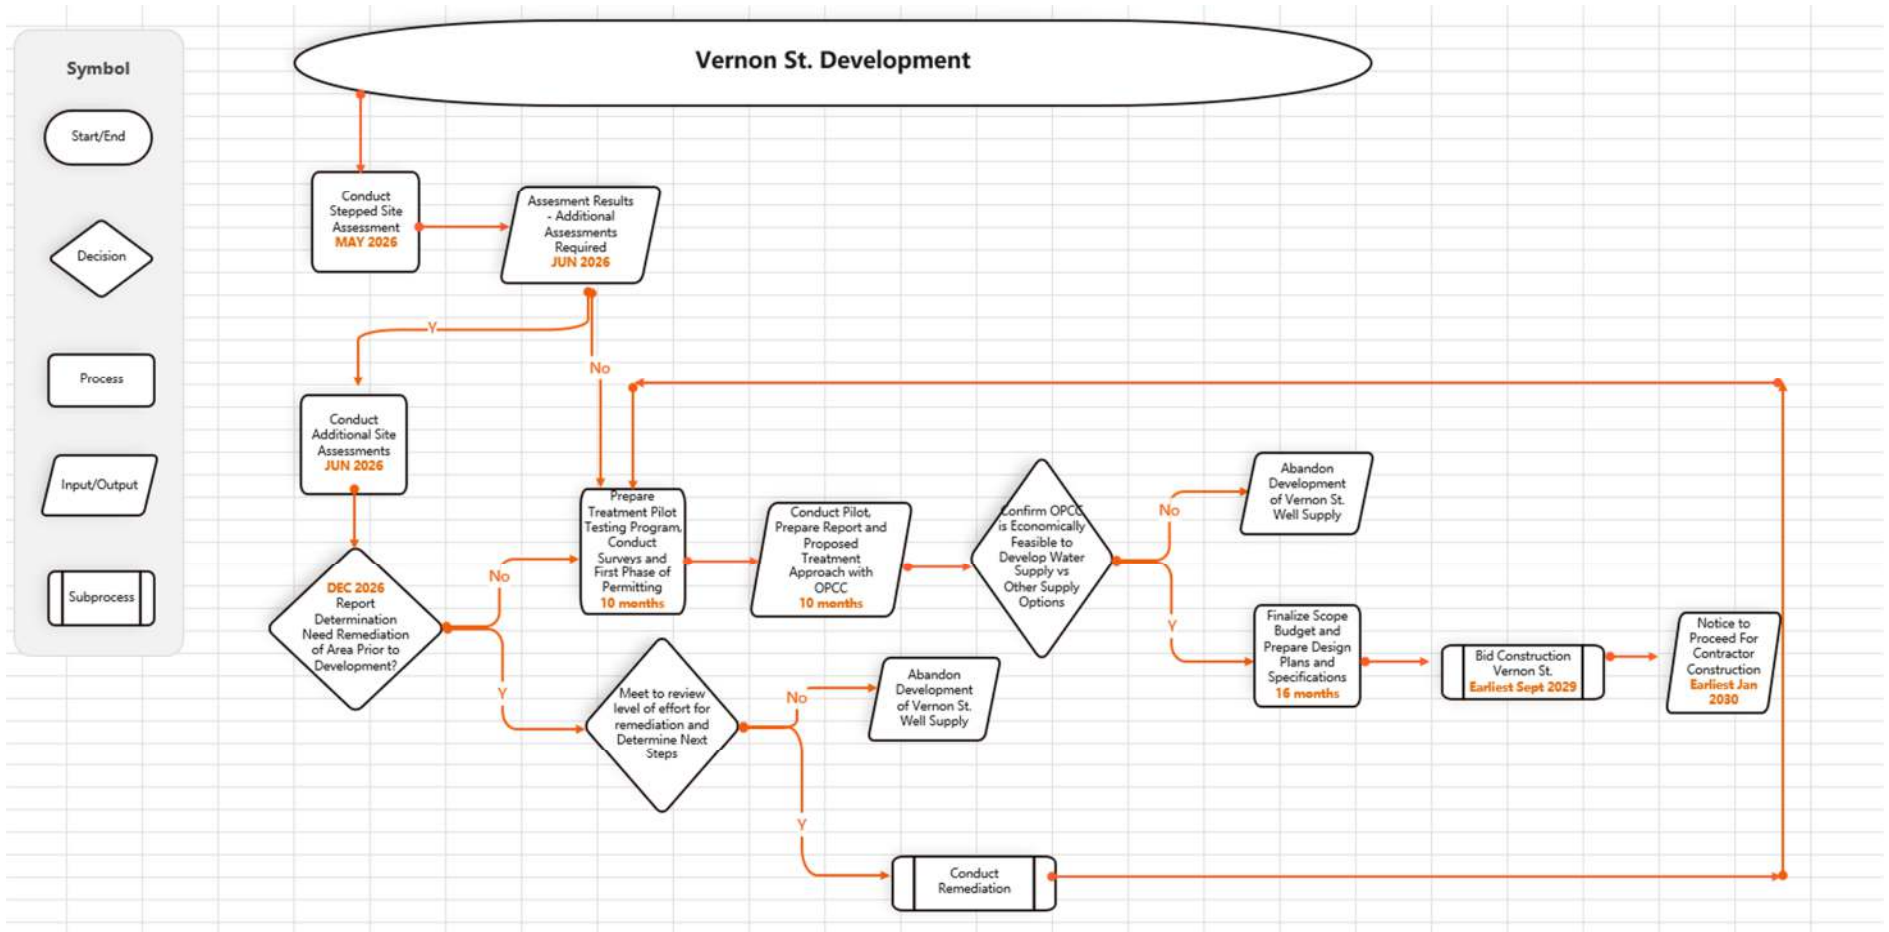 Vernon St. Development
Symbol
Start/End
Decision
Process
Input/Output
Subprocess
Conduct
Stepped Site
Assessment
MAY 2026
Assesment Results
- Additional
Assessments
Required
JUN 2026
Y
No
Conduct
Additional Site
Assessments
JUN 2026
DEC 2026
Report
Determination
Need Remediation
of Area Prior to
Development?
No
Y
Prepare
Treatment Pilot
Testing Program,
Conduct
Surveys and
First Phase of
Permitting
10 months
Conduct Pilot,
Prepare Report and
Proposed
Treatment
Approach with
OPCC
10 months
Confirm OPCC
is Economically
Feasible to
Develop Water
Supply vs
Other Supply
Options
No
Y
Abandon
Development
of Vernon St.
Well Supply
Finalize Scope
Budget and
Prepare Design
Plans and
Specifications
16 months
Bid Construction
Vernon St.
Earliest Sept 2029
Notice to
Proceed For
Contractor
Construction
Earliest Jan
2030
Meet to review
level of effort for
remediation and
Determine Next
Steps
No
Y
Abandon
Development
of Vernon St.
Well Supply
Conduct
Remediation